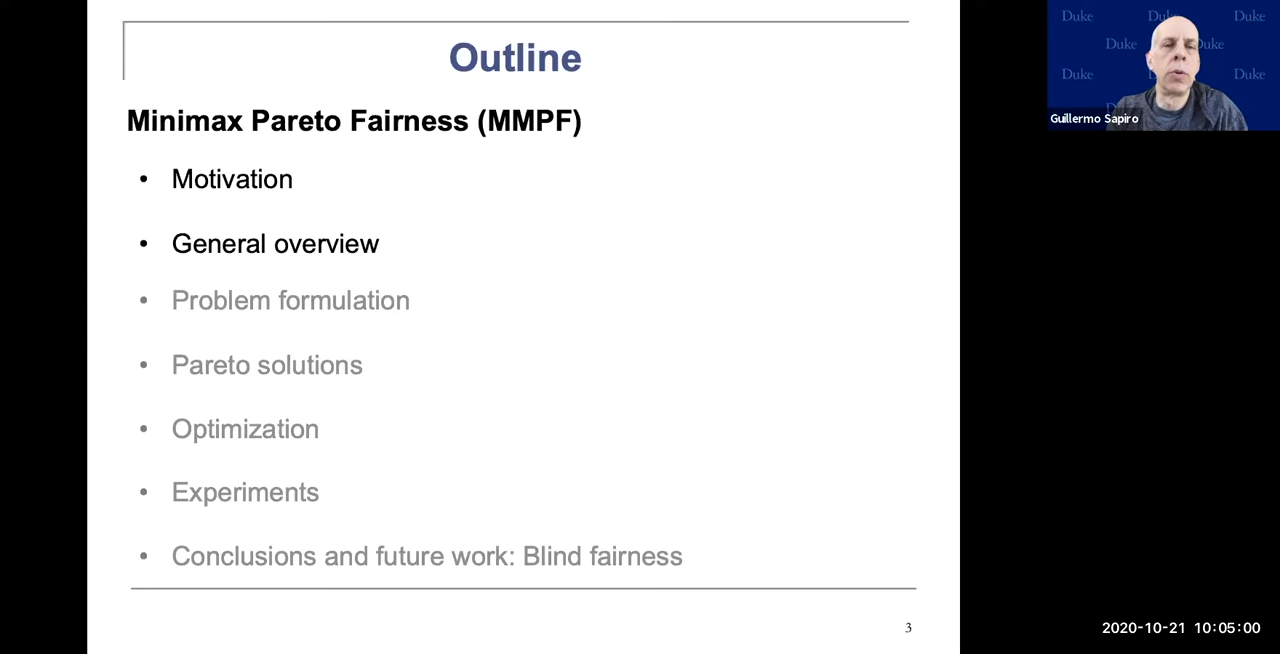 Outline
Minimax Pareto Fairness (MMPF)
• Motivation
• General overview
• Problem formulation
• Pareto solutions
• Optimization
• Experiments
• Conclusions and future work: Blind fairness
3
Duke Duke Duke
Duke Duke
Duke Duke
Guillermo Sapiro
2020-10-21 10:05:00